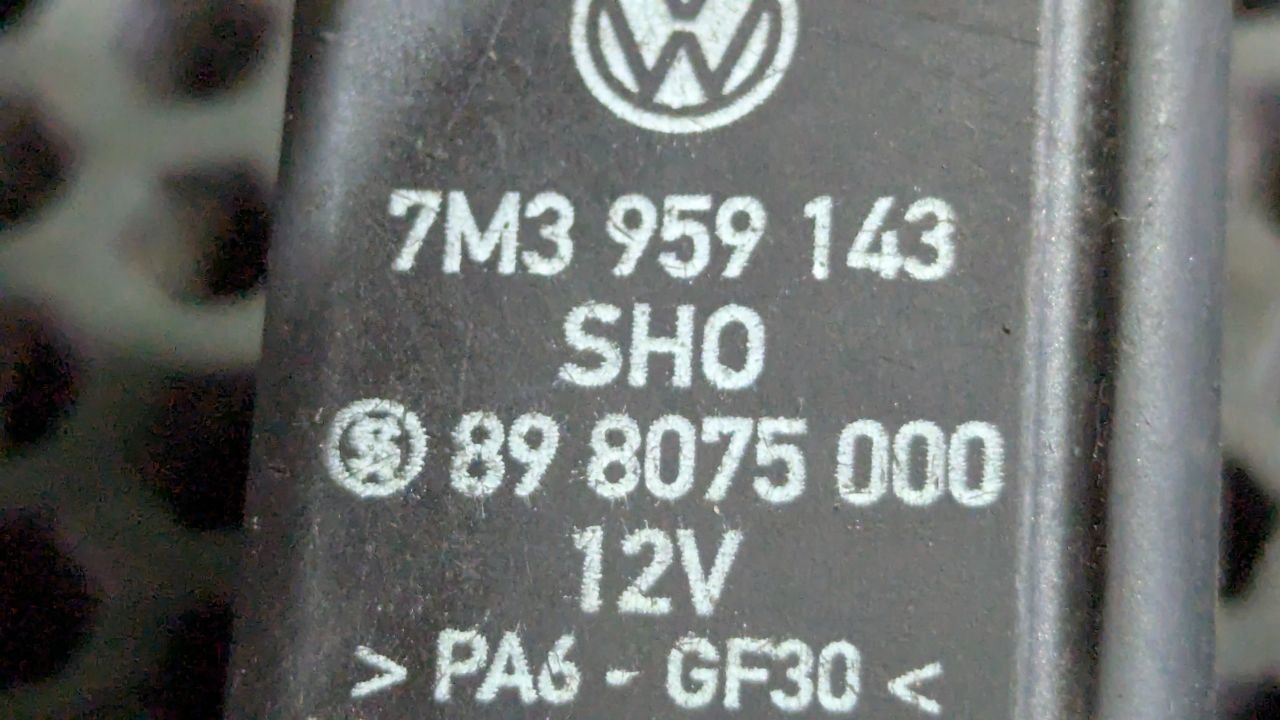 7M3 959 143
SHO
89 8075 000
12V
> PA6 - GF30 <